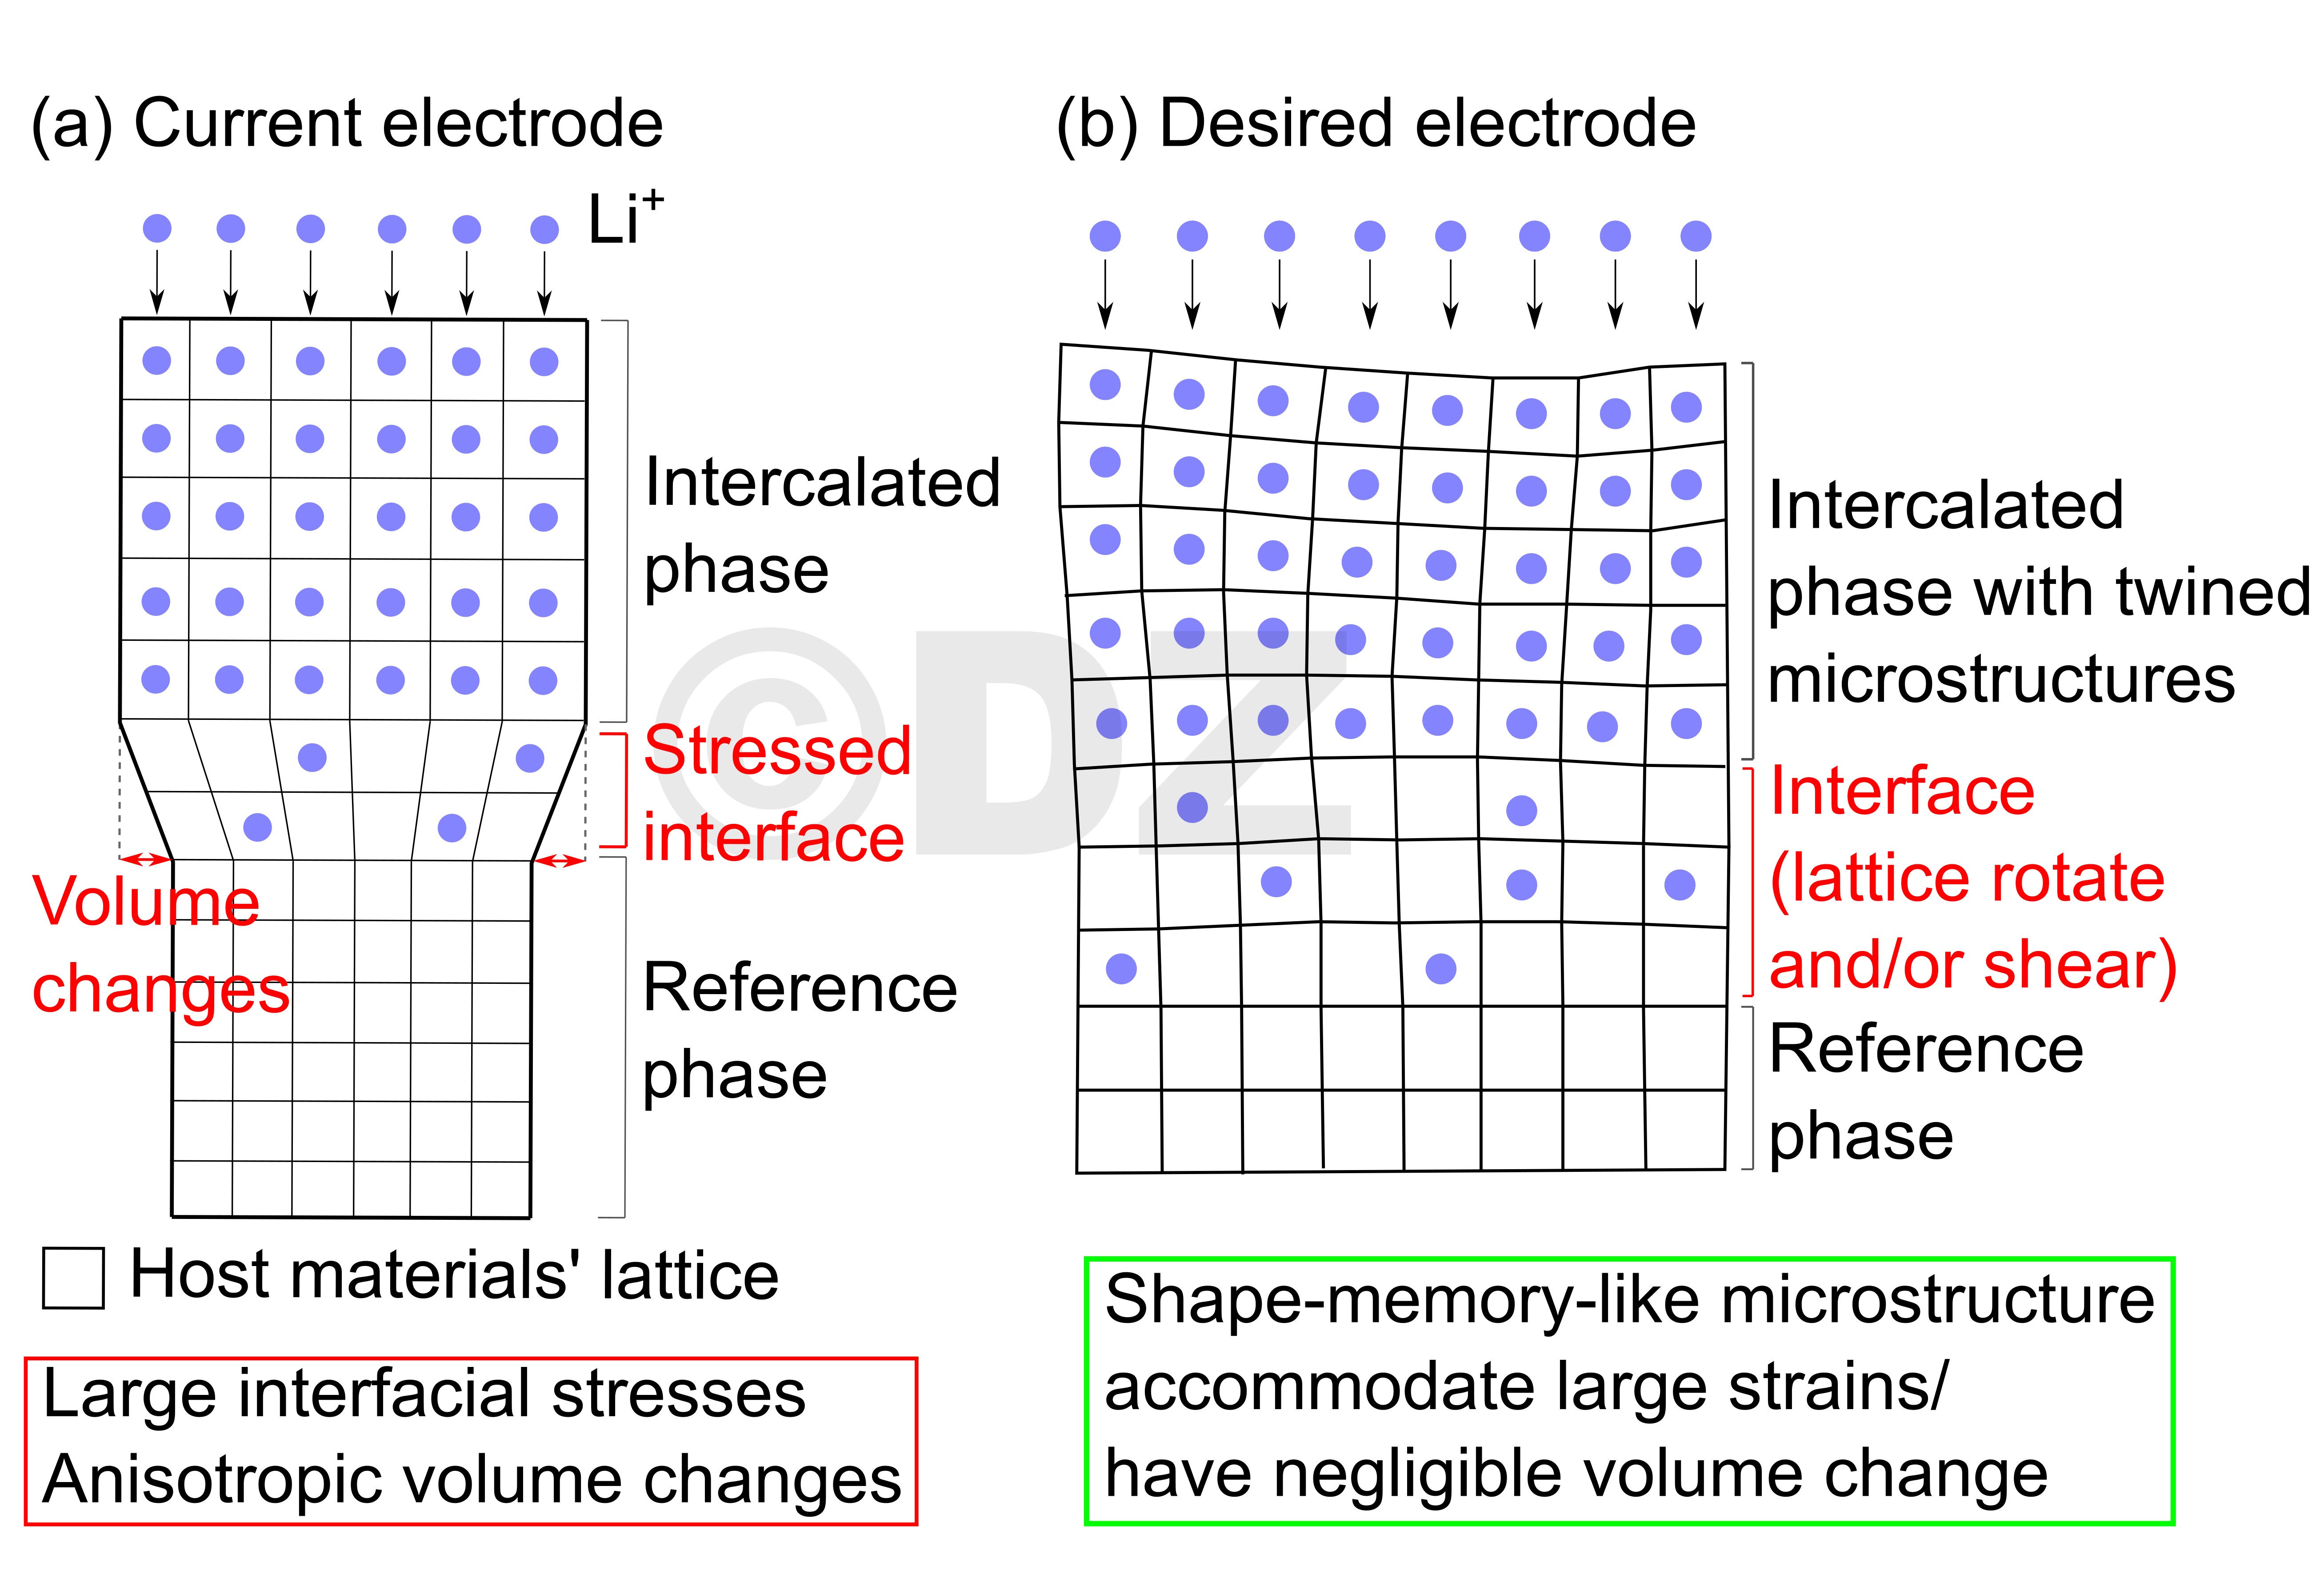 (a) Current electrode
Li⁺
Intercalated
phase
Stressed
interface
Volume
changes
Reference
phase
Host materials' lattice
Large interfacial stresses
Anisotropic volume changes
(b) Desired electrode
Intercalated
phase with twined
microstructures
Interface
(lattice rotate
and/or shear)
Reference
phase
Shape-memory-like microstructure
accommodate large strains/
have negligible volume change
©DZ